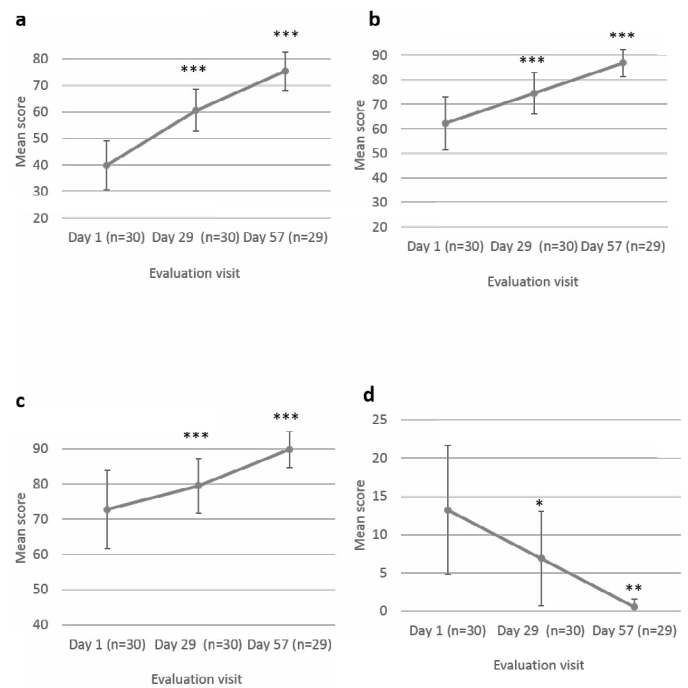 a
***
***
80
70
60
50
40
30
20
Mean score
Day 1 (n=30) Day 29 (n=30) Day 57 (n=29)
Evaluation visit
b
***
***
90
80
70
60
50
40
30
20
Mean score
Day 1 (n=30) Day 29 (n=30) Day 57 (n=29)
Evaluation visit
c
***
***
90
80
70
60
50
40
Mean score
Day 1 (n=30) Day 29 (n=30) Day 57 (n=29)
Evaluation visit
d
25
20
15
10
5
0
*
**
Mean score
Day 1 (n=30) Day 29 (n=30) Day 57 (n=29)
Evaluation visit